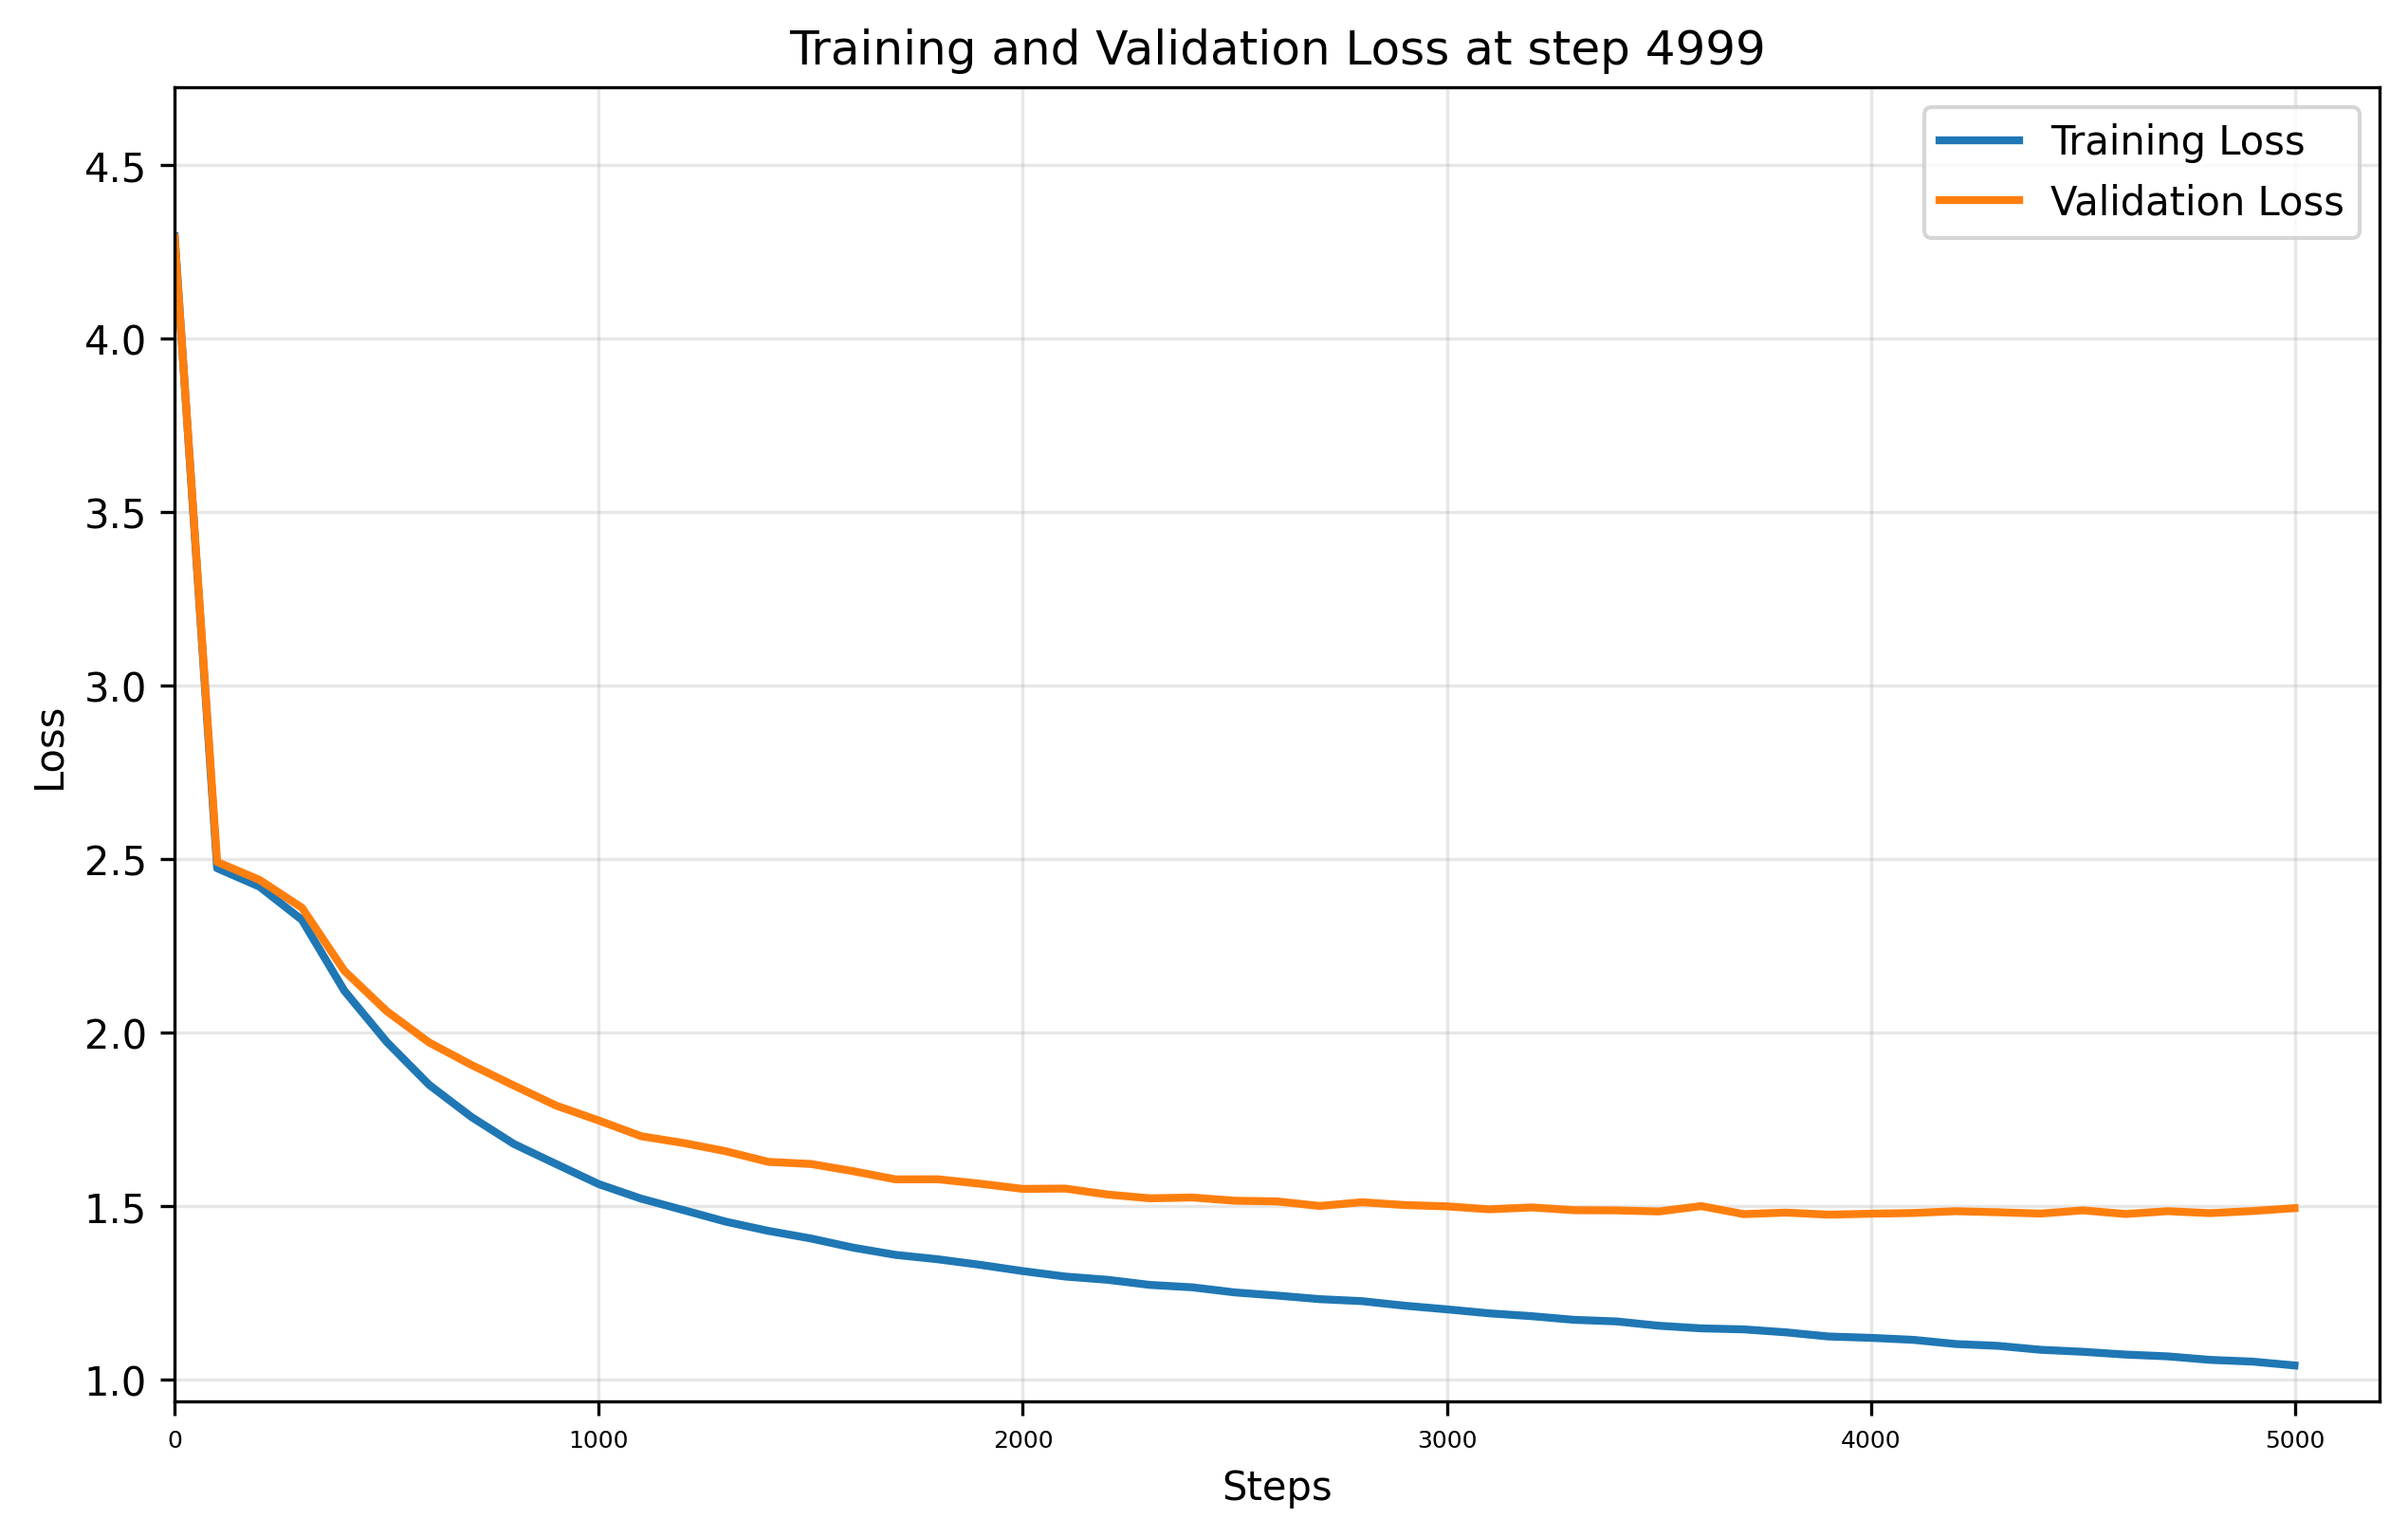 Training and Validation Loss at step 4999
Training Loss
Validation Loss
4.5
4.0
3.5
3.0
2.5
2.0
1.5
1.0
Loss
0 1000 2000 3000 4000 5000
Steps